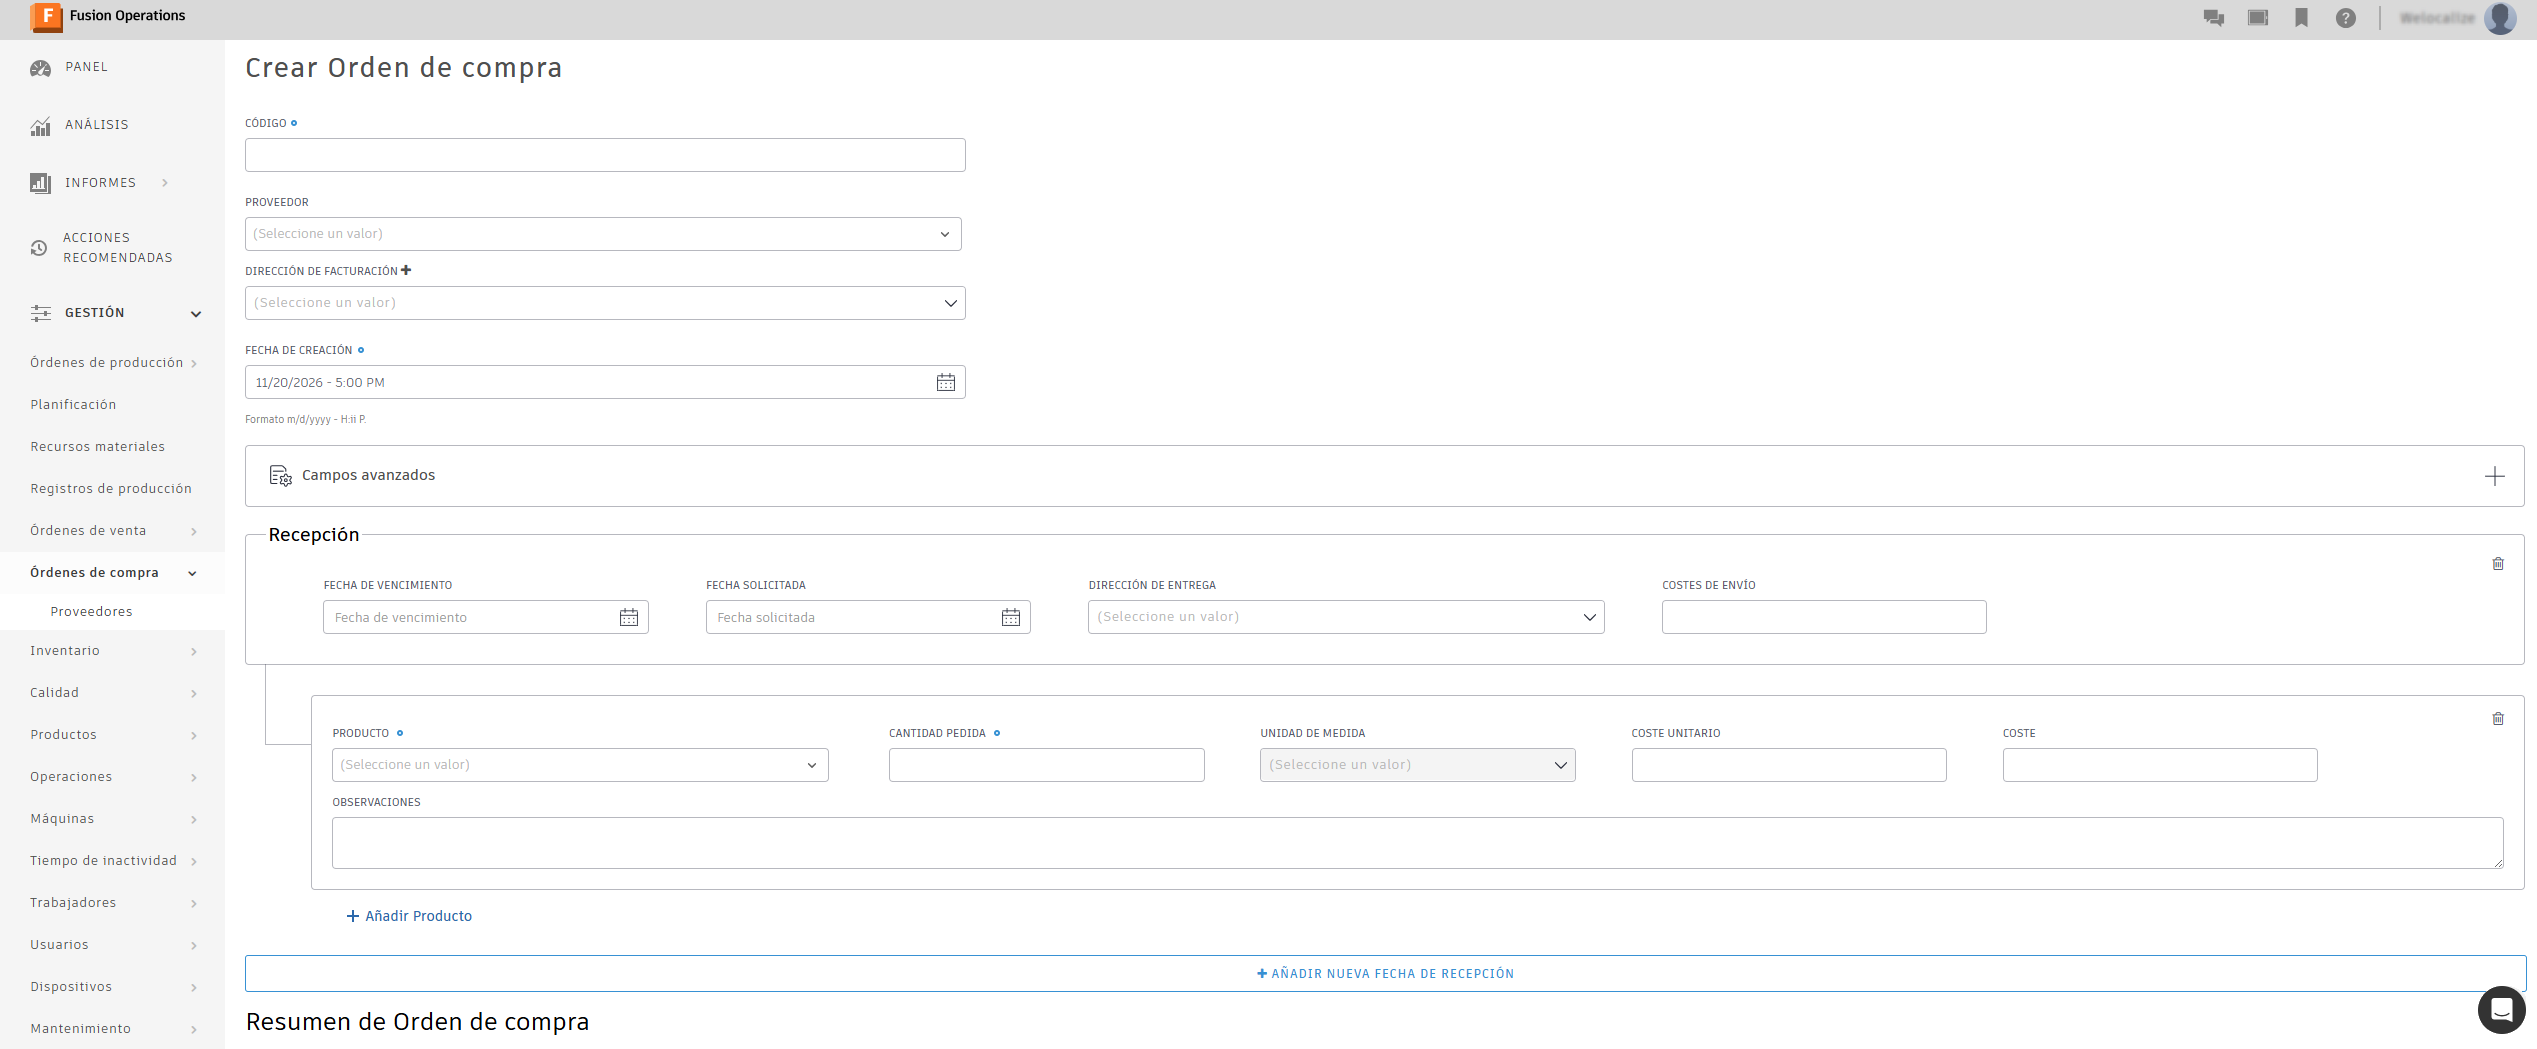 F Fusion Operations
Welocalize
PANEL
ANÁLISIS
INFORMES
ACCIONES
RECOMENDADAS
GESTIÓN
Órdenes de producción
Planificación
Recursos materiales
Registros de producción
Órdenes de venta
Órdenes de compra
Proveedores
Inventario
Calidad
Productos
Operaciones
Máquinas
Tiempo de inactividad
Trabajadores
Usuarios
Dispositivos
Mantenimiento
Crear Orden de compra
CÓDIGO
PROVEEDOR
(Seleccione un valor)
DIRECCIÓN DE FACTURACIÓN
(Seleccione un valor)
FECHA DE CREACIÓN
11/20/2026 - 5:00 PM
Formato m/d/yyyy - H:ii P.
Campos avanzados
Recepción
FECHA DE VENCIMIENTO FECHA SOLICITADA DIRECCIÓN DE ENTREGA COSTES DE ENVÍO
Fecha de vencimiento Fecha solicitada (Seleccione un valor)
PRODUCTO CANTIDAD PEDIDA UNIDAD DE MEDIDA COSTE UNITARIO COSTE
(Seleccione un valor) (Seleccione un valor)
OBSERVACIONES
+ Añadir Producto
+ AÑADIR NUEVA FECHA DE RECEPCIÓN
Resumen de Orden de compra